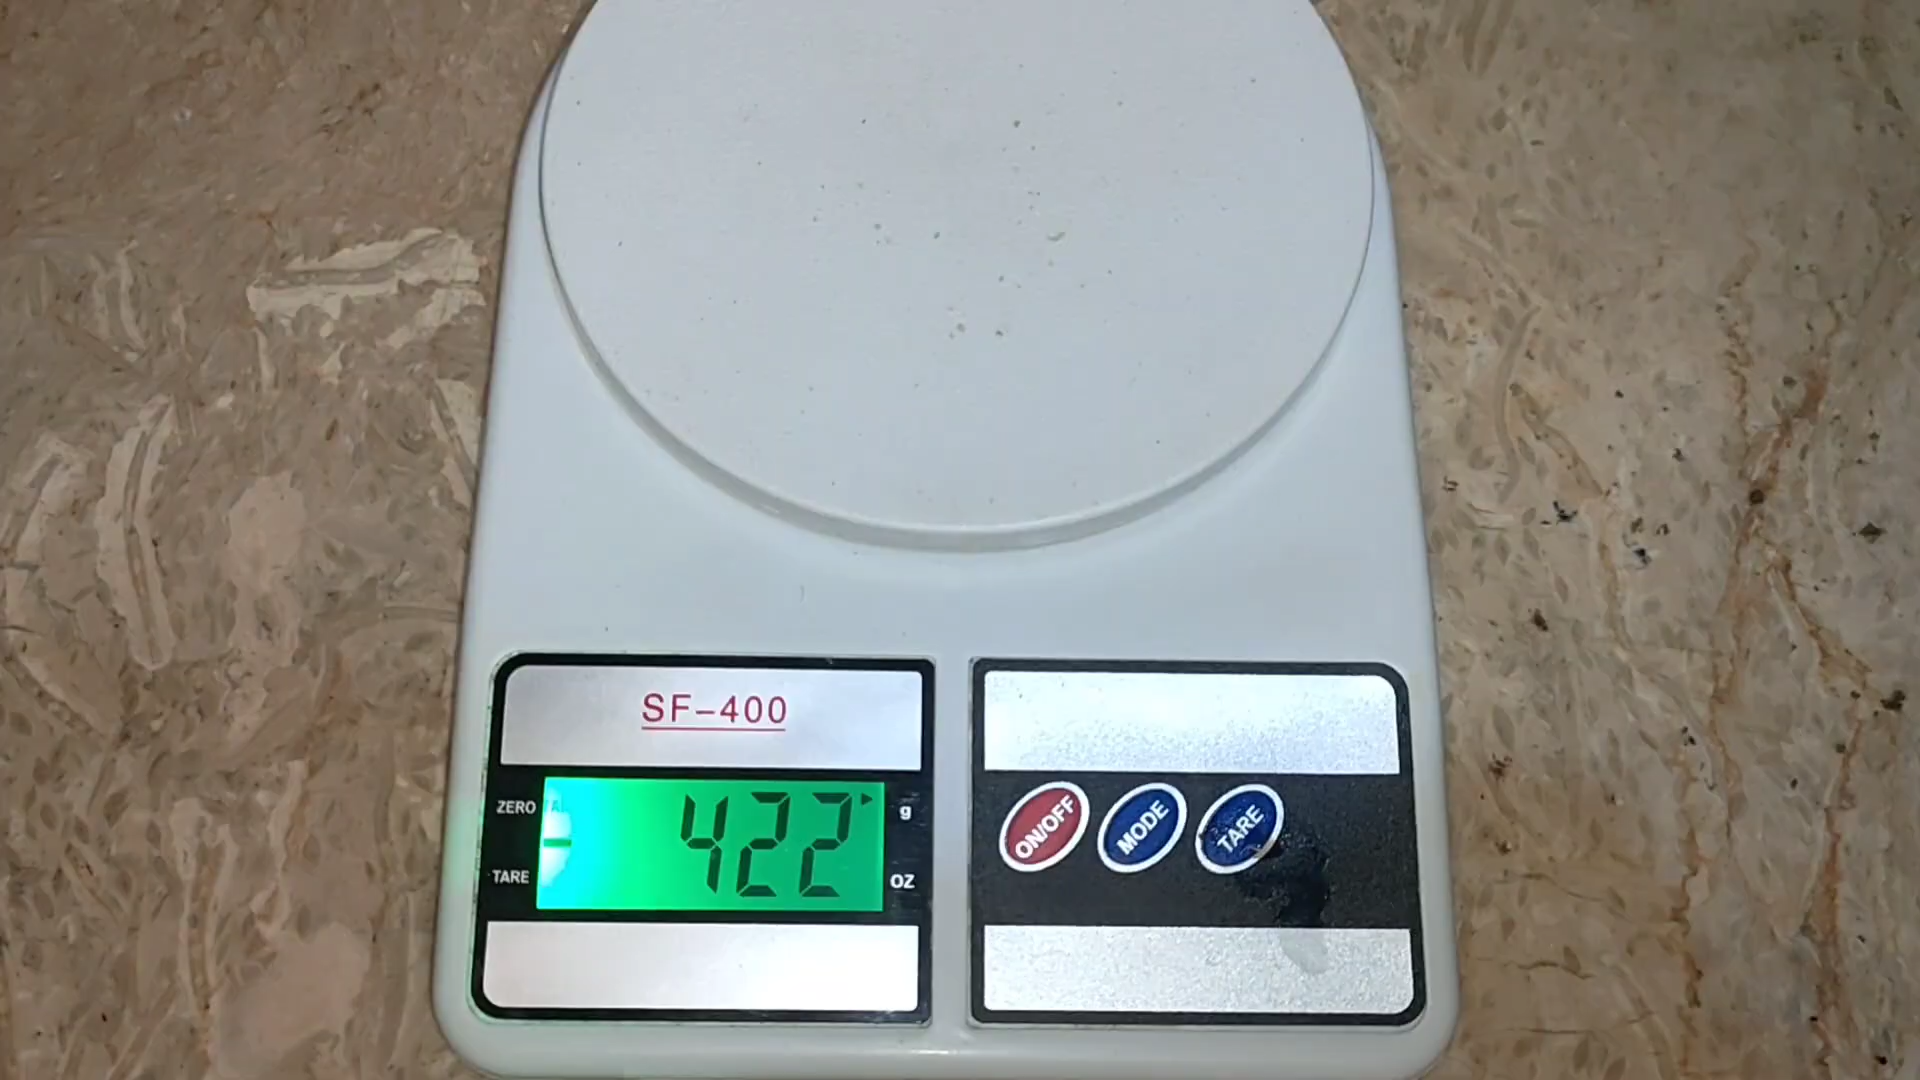 SF-400
ZERO
422
g
TARE
OZ
ON/OFF
MODE
TARE